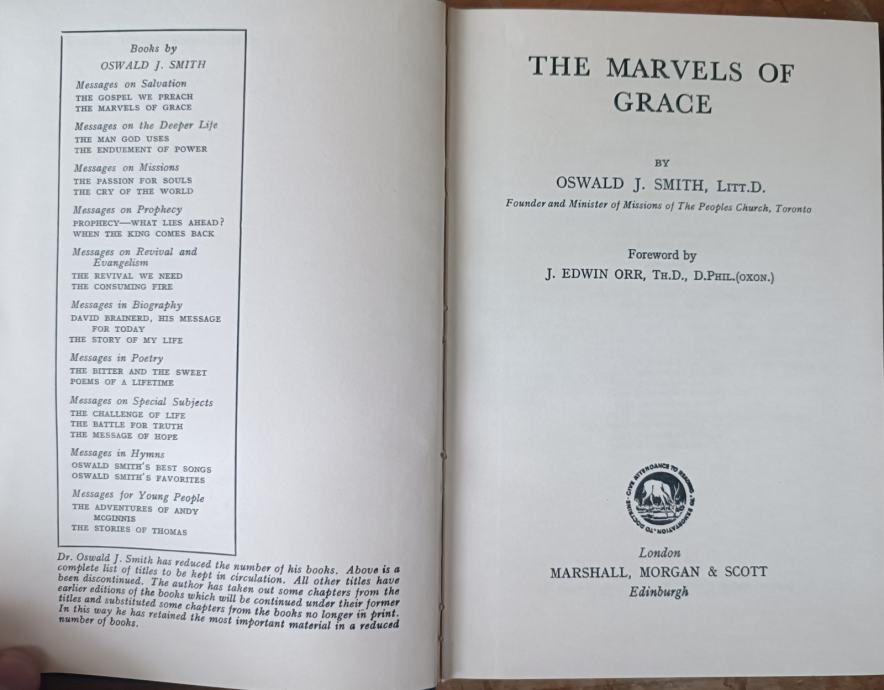 Books by
OSWALD J. SMITH
Messages on Salvation
THE GOSPEL WE PREACH
THE MARVELS OF GRACE
Messages on the Deeper Life
THE MAN GOD USES
THE ENDUEMENT OF POWER
Messages on Missions
THE PASSION FOR SOULS
THE CRY OF THE WORLD
Messages on Prophecy
PROPHECY—WHAT LIES AHEAD?
WHEN THE KING COMES BACK
Messages on Revival and
Evangelism
THE REVIVAL WE NEED
THE CONSUMING FIRE
Messages in Biography
DAVID BRAINERD, HIS MESSAGE
FOR TODAY
THE STORY OF MY LIFE
Messages in Poetry
THE BITTER AND THE SWEET
POEMS OF A LIFETIME
Messages on Special Subjects
THE CHALLENGE OF LIFE
THE BATTLE FOR TRUTH
THE MESSAGE OF HOPE
Messages in Hymns
OSWALD SMITH'S BEST SONGS
OSWALD SMITH'S FAVORITES
Messages for Young People
THE ADVENTURES OF ANDY
MCGINNIS
THE STORIES OF THOMAS
Dr. Oswald J. Smith has reduced the number of his books. Above is a
complete list of titles to be kept in circulation. All other titles have
been discontinued. The author has taken out some chapters from the
earlier editions of the books which will be continued under their former
titles and substituted some chapters from the books no longer in print.
In this way he has retained the most important material in a reduced
number of books.
THE MARVELS OF
GRACE
BY
OSWALD J. SMITH, LITT.D.
Founder and Minister of Missions of The Peoples Church, Toronto
Foreword by
J. EDWIN ORR, TH.D., D.PHIL.(OXON.)
GIVE ATTENDANCE TO READING · TO EXHORTATION · TO DOCTRINE ·
London
MARSHALL, MORGAN & SCOTT
Edinburgh